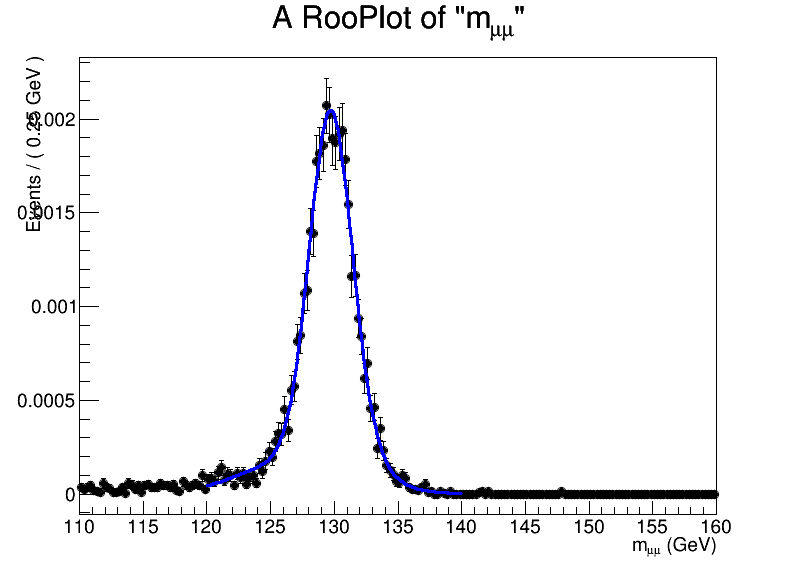 A RooPlot of "mμμ"
Events / ( 0.25 GeV )
0.002
0.0015
0.001
0.0005
0
110 115 120 125 130 135 140 145 150 155 160
mμμ (GeV)